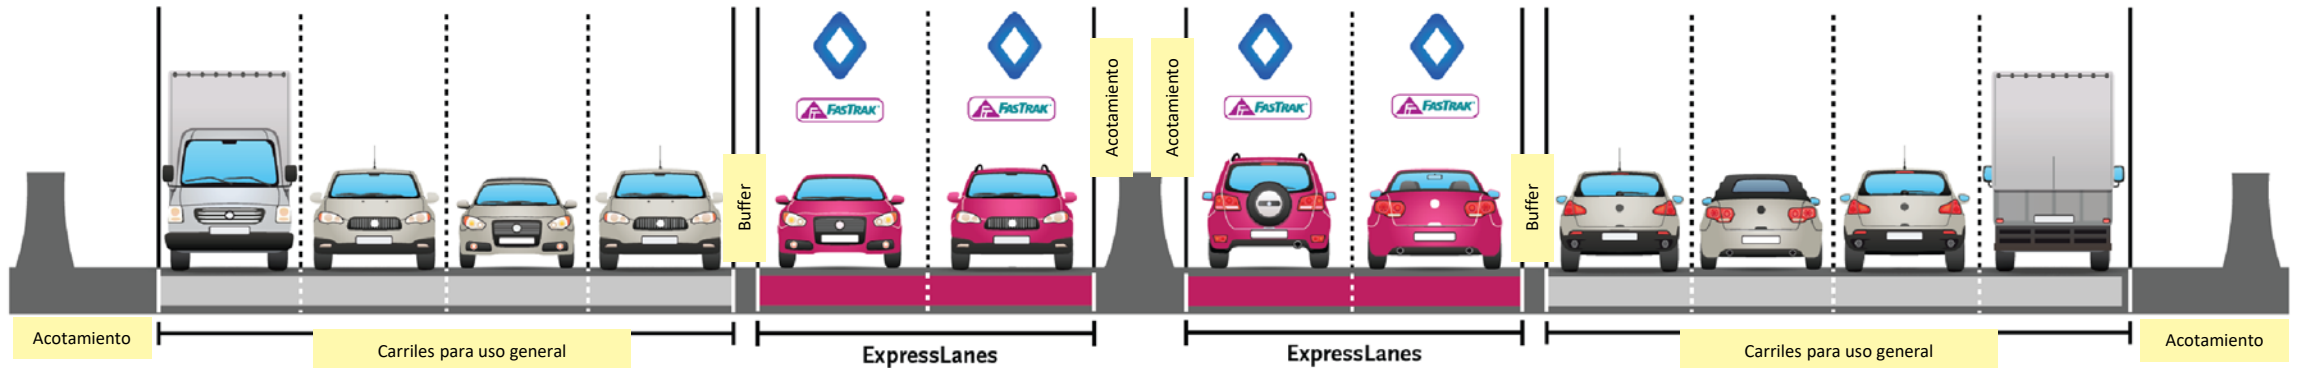 FASTRAK
FASTRAK
FASTRAK
FASTRAK
Acotamiento
Acotamiento
Buffer
Buffer
Acotamiento
Carriles para uso general
ExpressLanes
ExpressLanes
Carriles para uso general
Acotamiento